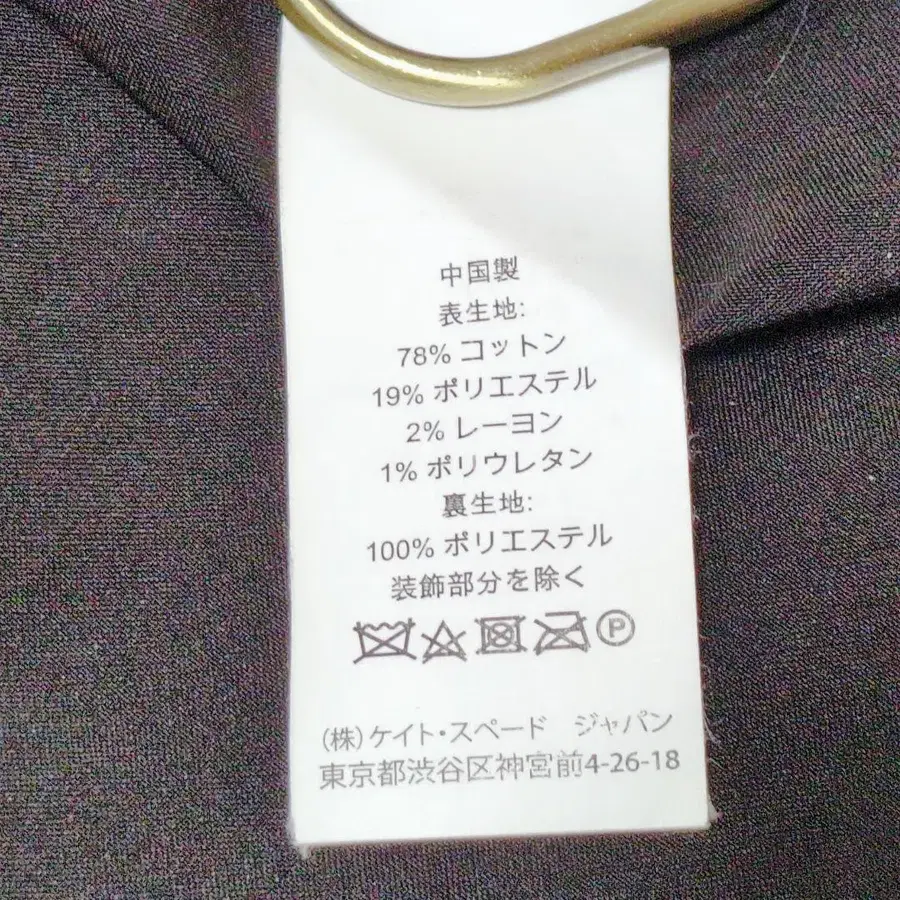 中国製
表生地:
78% コットン
19% ポリエステル
2% レーヨン
1% ポリウレタン
裏生地:
100% ポリエステル
装飾部分を除く
P
(株)ケイト・スペード ジャパン
東京都渋谷区神宮前4-26-18